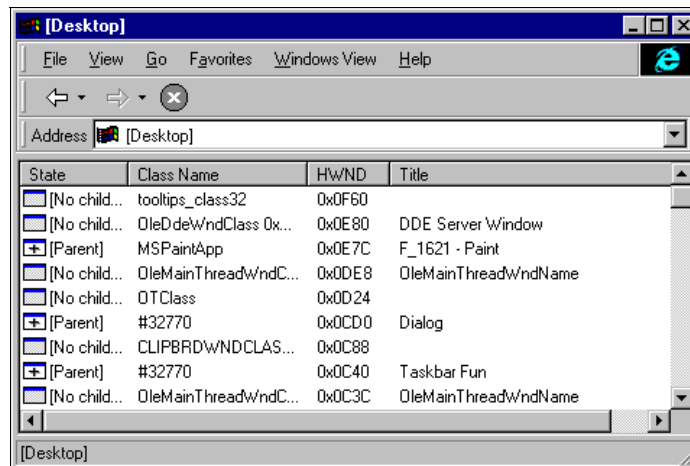 [Desktop]
File View Go Favorites Windows View Help
Address [Desktop]
State Class Name HWND Title
[No child... tooltips_class32 0x0F60
[No child... OleDdeWndClass 0x... 0x0E80 DDE Server Window
[Parent] MSPaintApp 0x0E7C F_1621 - Paint
[No child... OleMainThreadWndC... 0x0DE8 OleMainThreadWndName
[No child... OTClass 0x0D24
[Parent] #32770 0x0CD0 Dialog
[No child... CLIPBRDWNDCLAS... 0x0C88
[Parent] #32770 0x0C40 Taskbar Fun
[No child... OleMainThreadWndC... 0x0C3C OleMainThreadWndName
[Desktop]